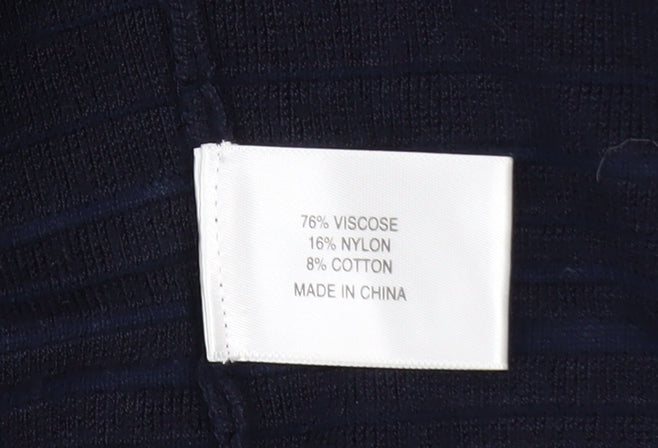 76% VISCOSE
16% NYLON
8% COTTON
MADE IN CHINA